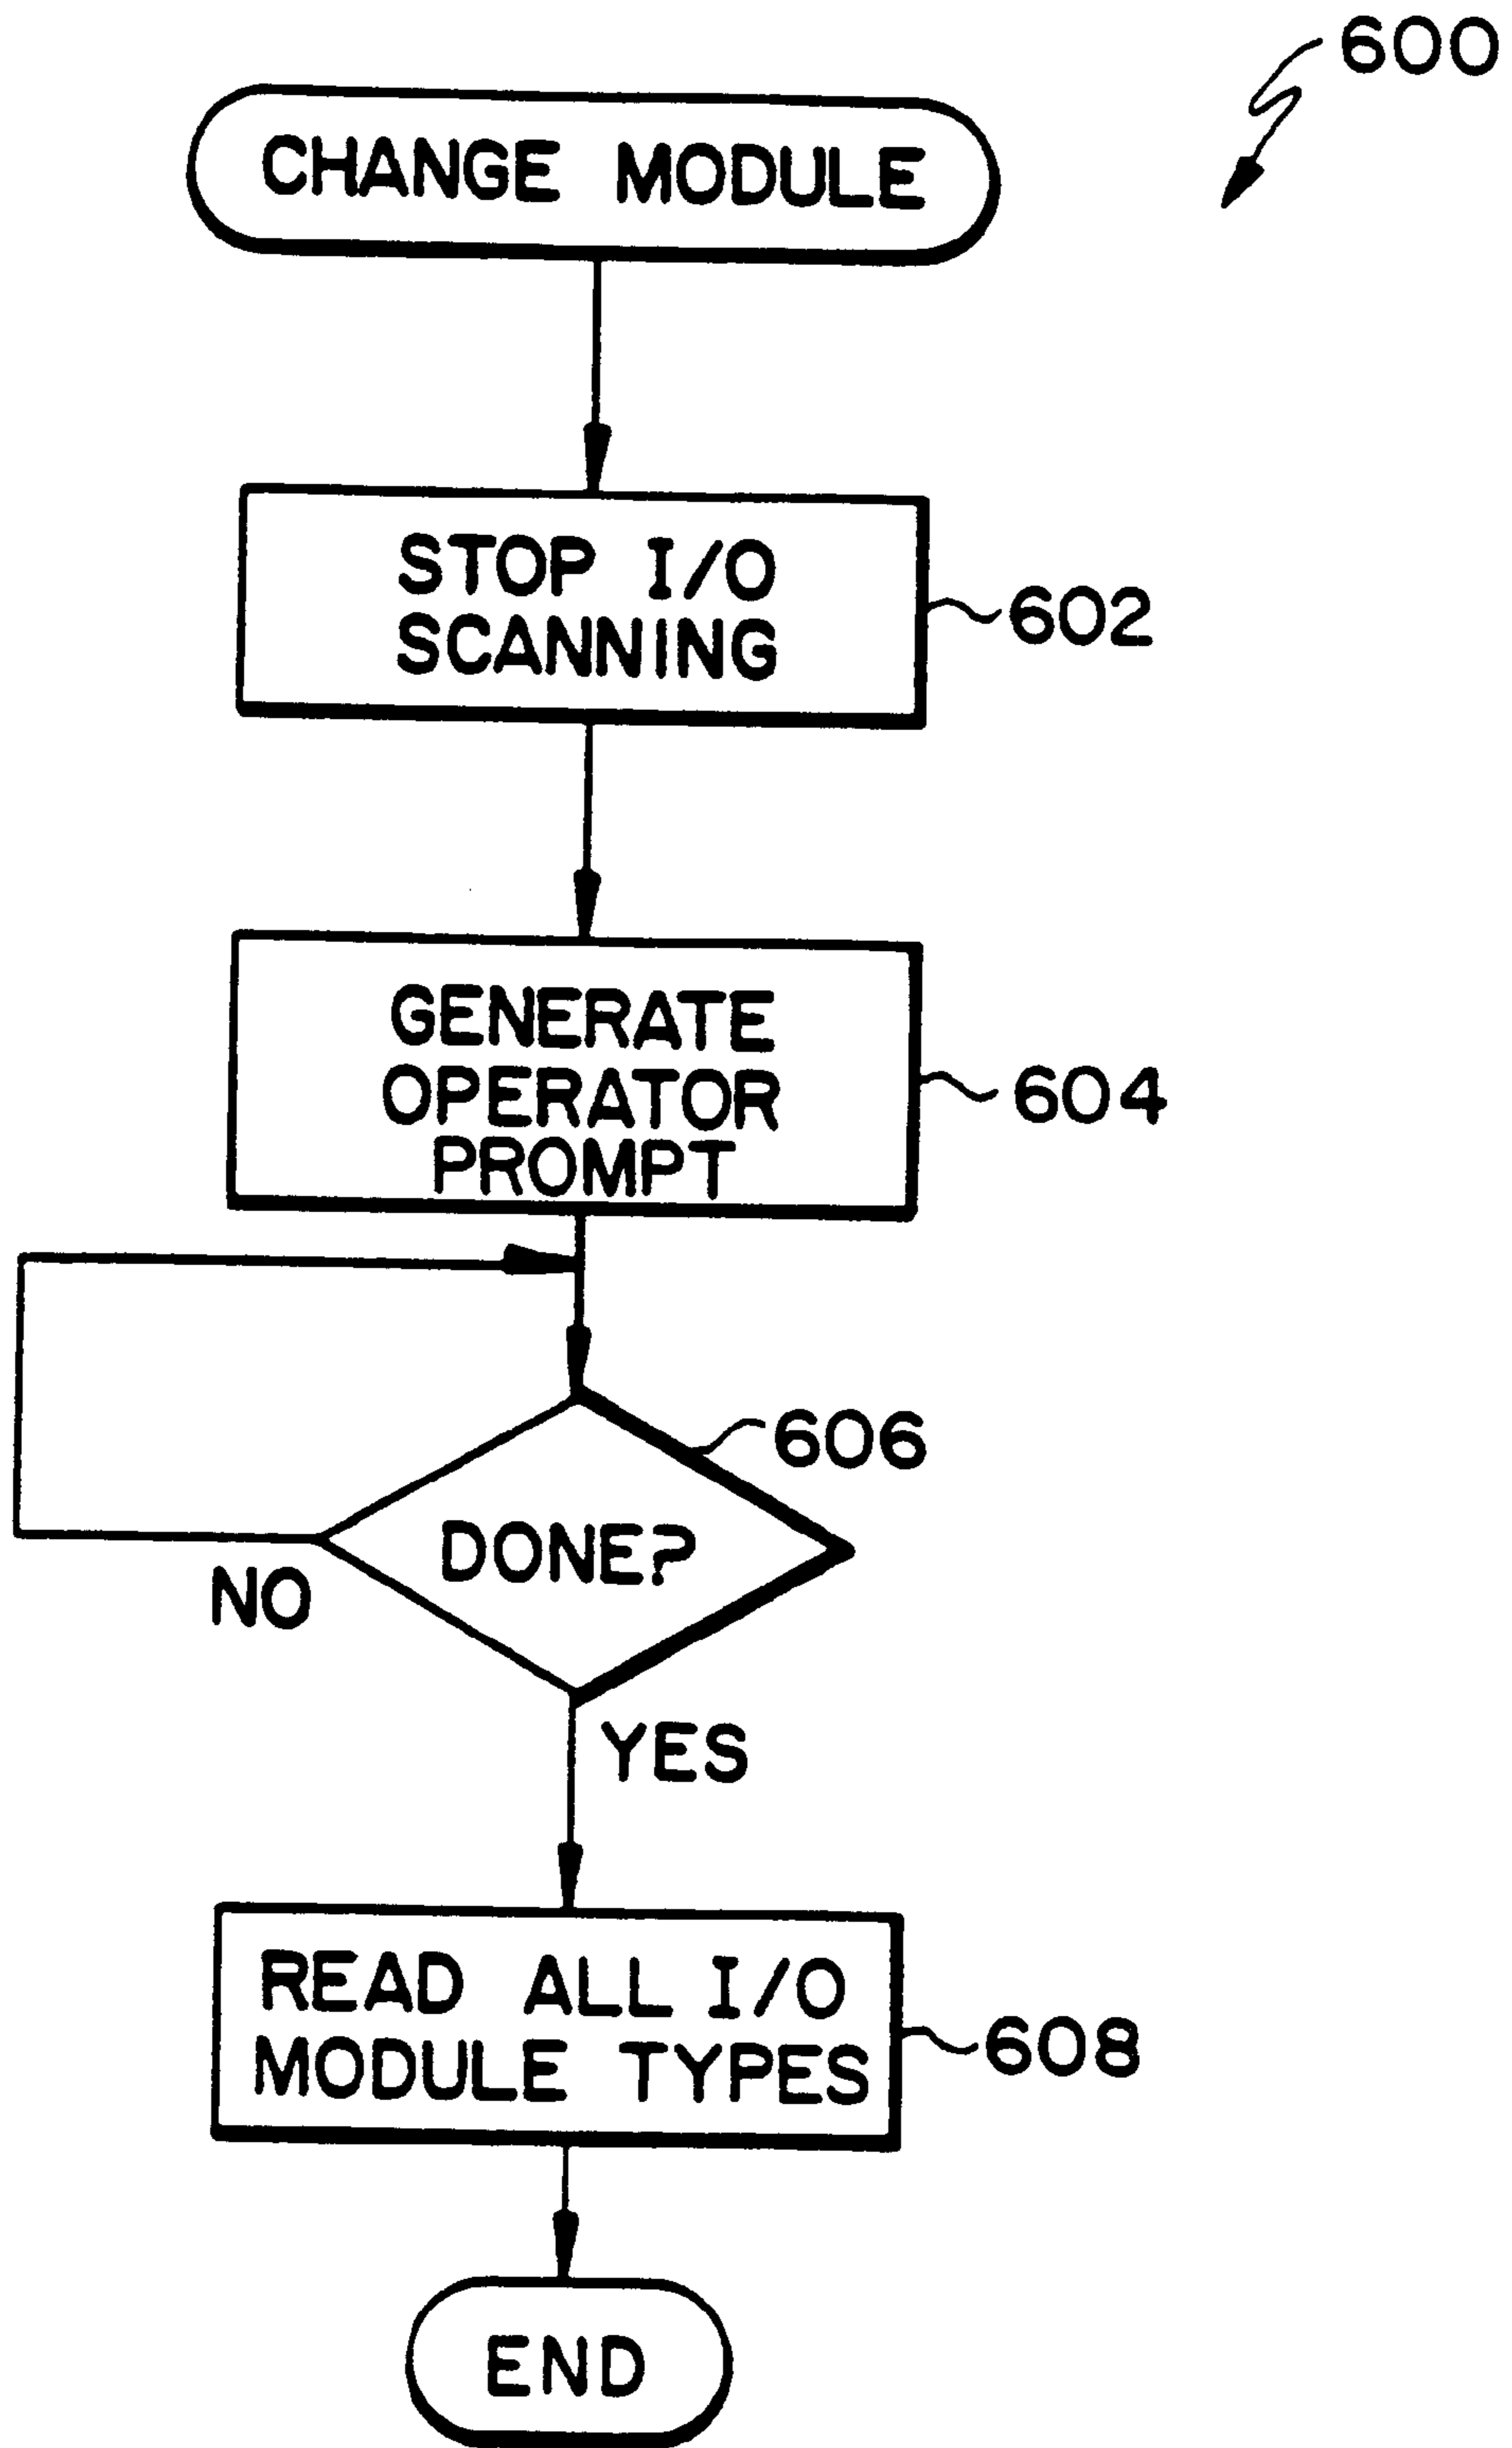 600
CHANGE MODULE
STOP I/O
SCANNING
602
GENERATE
OPERATOR
PROMPT
604
606
DONE?
NO
YES
READ ALL I/O
MODULE TYPES
608
END